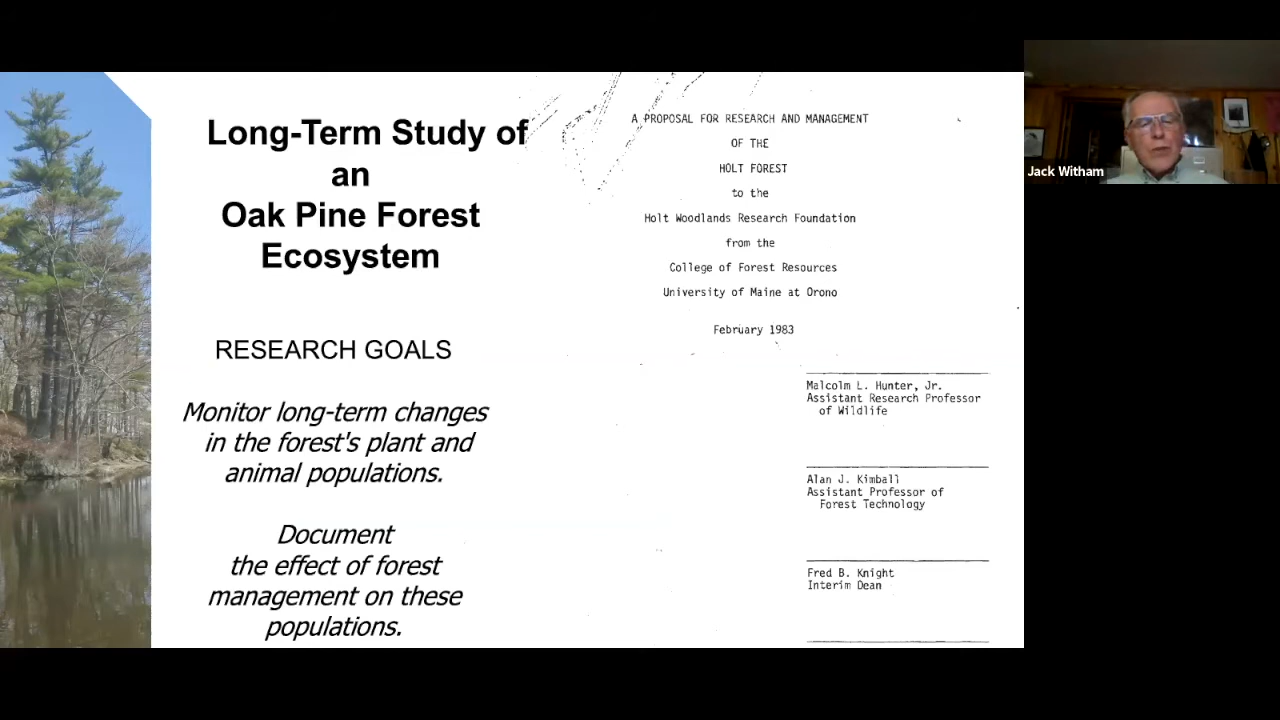 Long-Term Study of
an
Oak Pine Forest
Ecosystem
RESEARCH GOALS
Monitor long-term changes
in the forest's plant and
animal populations.
Document
the effect of forest
management on these
populations.
A PROPOSAL FOR RESEARCH AND MANAGEMENT
OF THE
HOLT FOREST
to the
Holt Woodlands Research Foundation
from the
College of Forest Resources
University of Maine at Orono
February 1983
Malcolm L. Hunter, Jr.
Assistant Research Professor
of Wildlife
Alan J. Kimball
Assistant Professor of
Forest Technology
Fred B. Knight
Interim Dean
Jack Witham